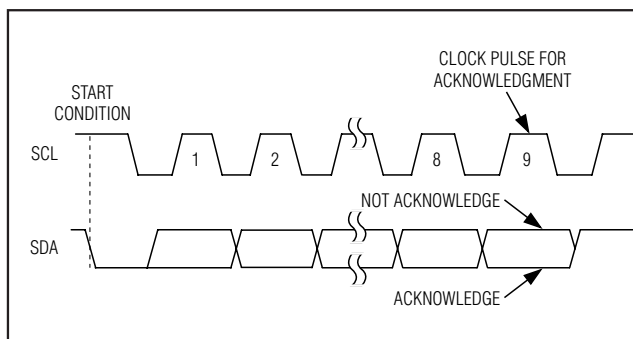 CLOCK PULSE FOR
ACKNOWLEDGMENT
START
CONDITION
SCL
1
2
8
9
NOT ACKNOWLEDGE
SDA
ACKNOWLEDGE